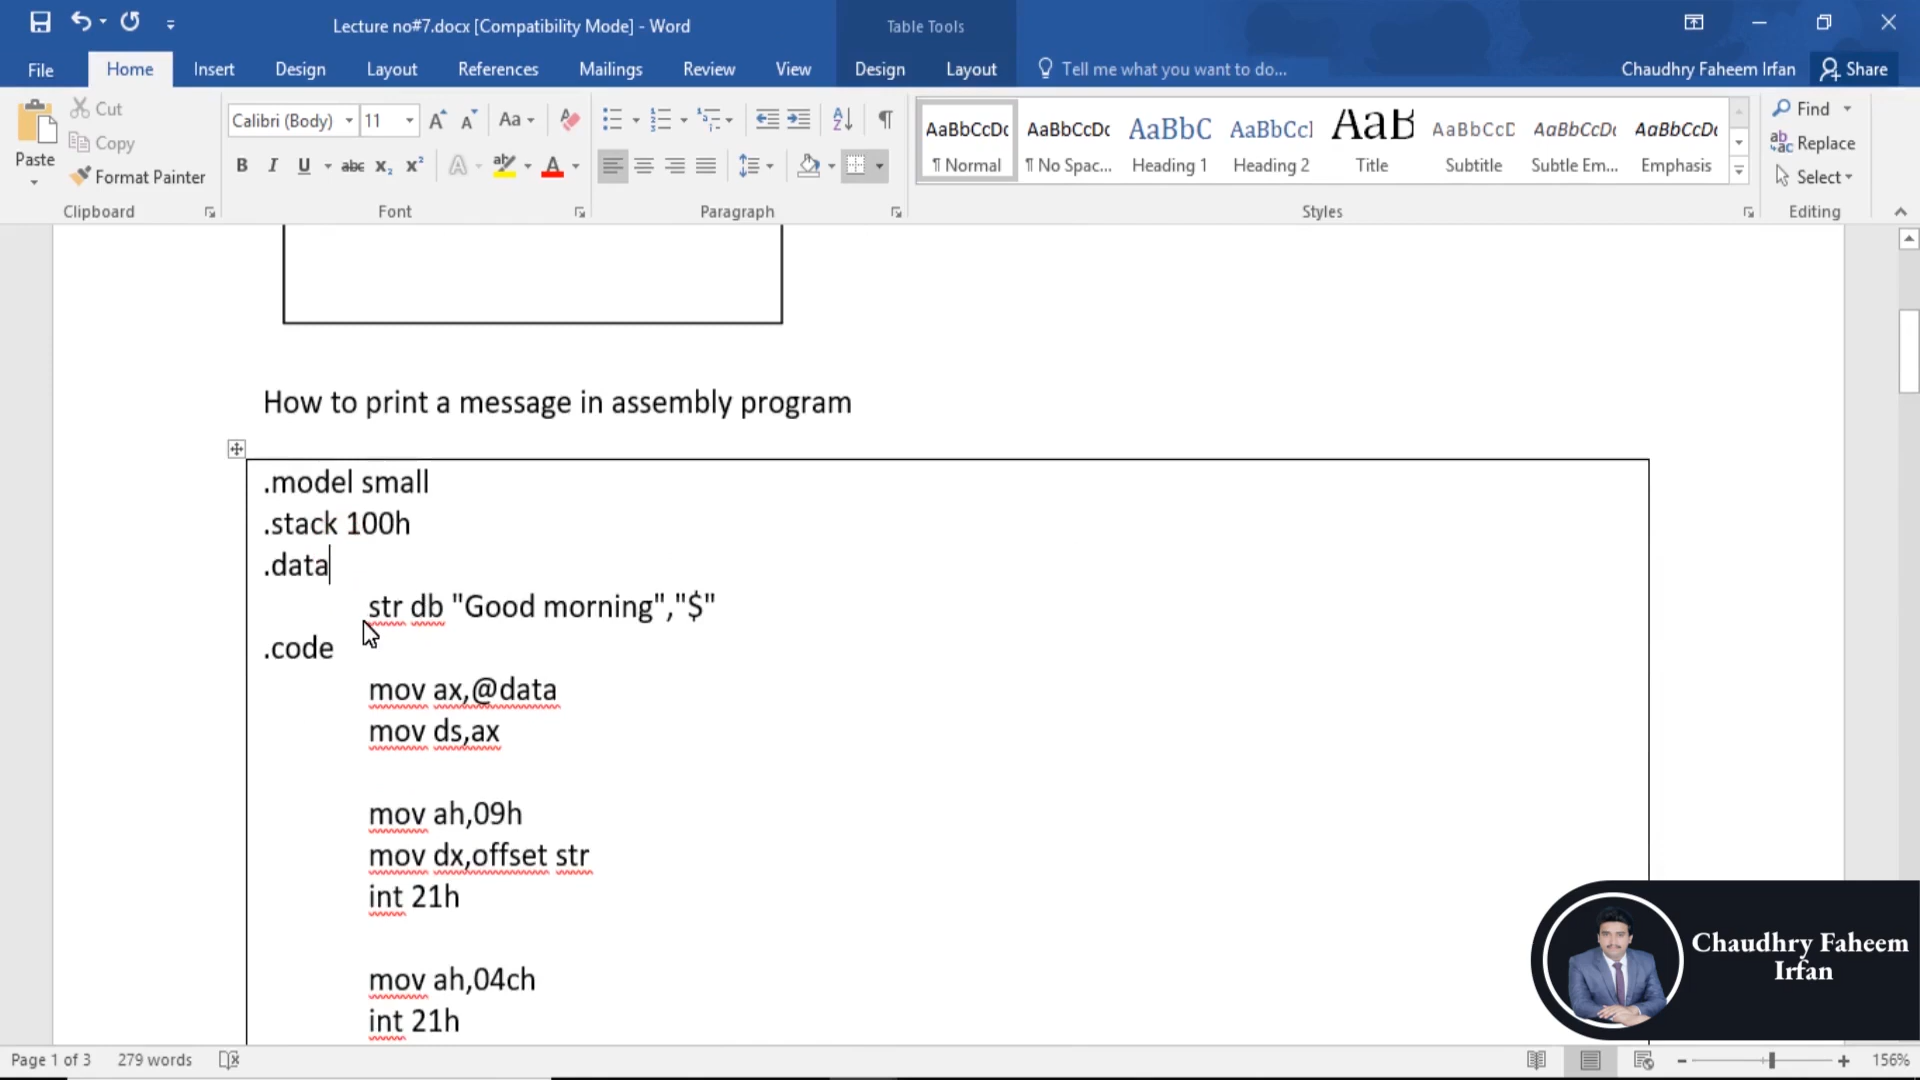 Lecture no#7.docx [Compatibility Mode] - Word
Table Tools
File
Home
Insert
Design
Layout
References
Mailings
Review
View
Design
Layout
Tell me what you want to do...
Chaudhry Faheem Irfan
Share
Paste
Cut
Copy
Format Painter
Clipboard
Calibri (Body)
11
Aa
B I U abc X₂ X²
A
A
Font
Paragraph
AaBbCcDc
¶ Normal
AaBbCcDc
¶ No Spac...
AaBbC
Heading 1
AaBbCcI
Heading 2
AaB
Title
AaBbCcD
Subtitle
AaBbCcDc
Subtle Em...
AaBbCcDc
Emphasis
Styles
Find
Replace
Select
Editing
How to print a message in assembly program
.model small
.stack 100h
.data
str db "Good morning","$"
.code
mov ax,@data
mov ds,ax
mov ah,09h
mov dx,offset str
int 21h
mov ah,04ch
int 21h
Chaudhry Faheem
Irfan
Page 1 of 3
279 words
156%